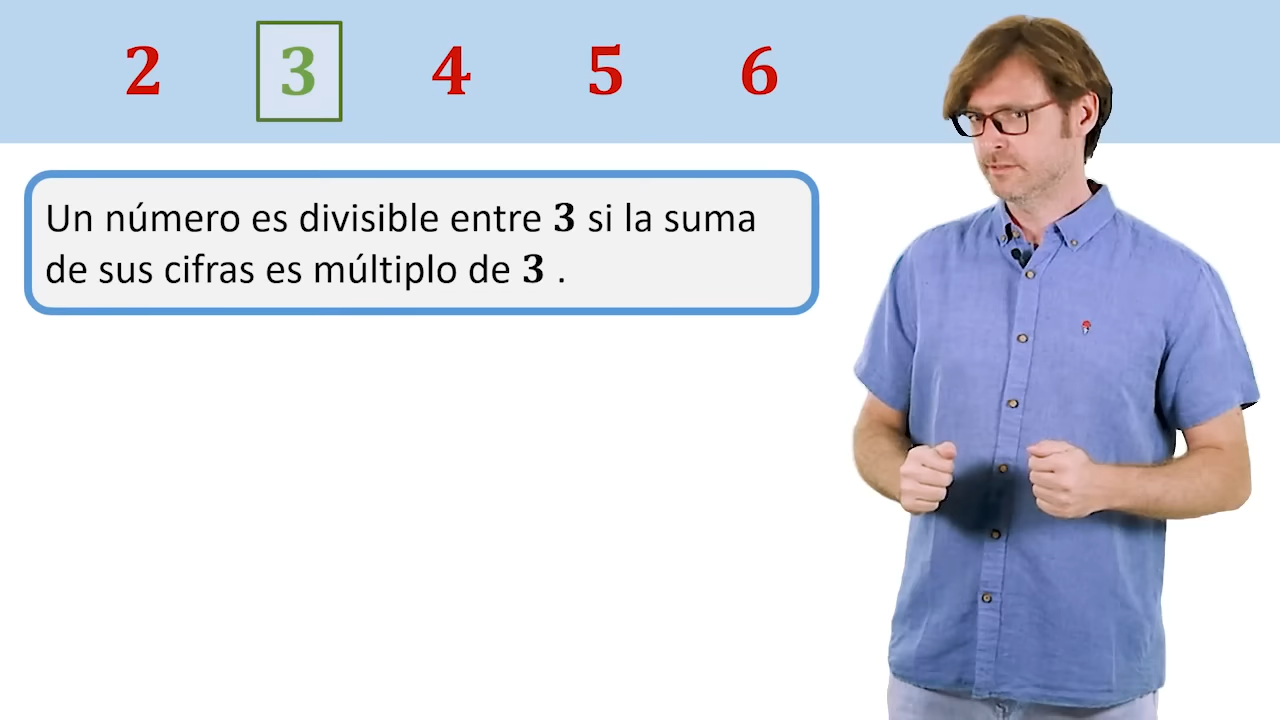 2 3 4 5 6
Un número es divisible entre 3 si la suma
de sus cifras es múltiplo de 3 .